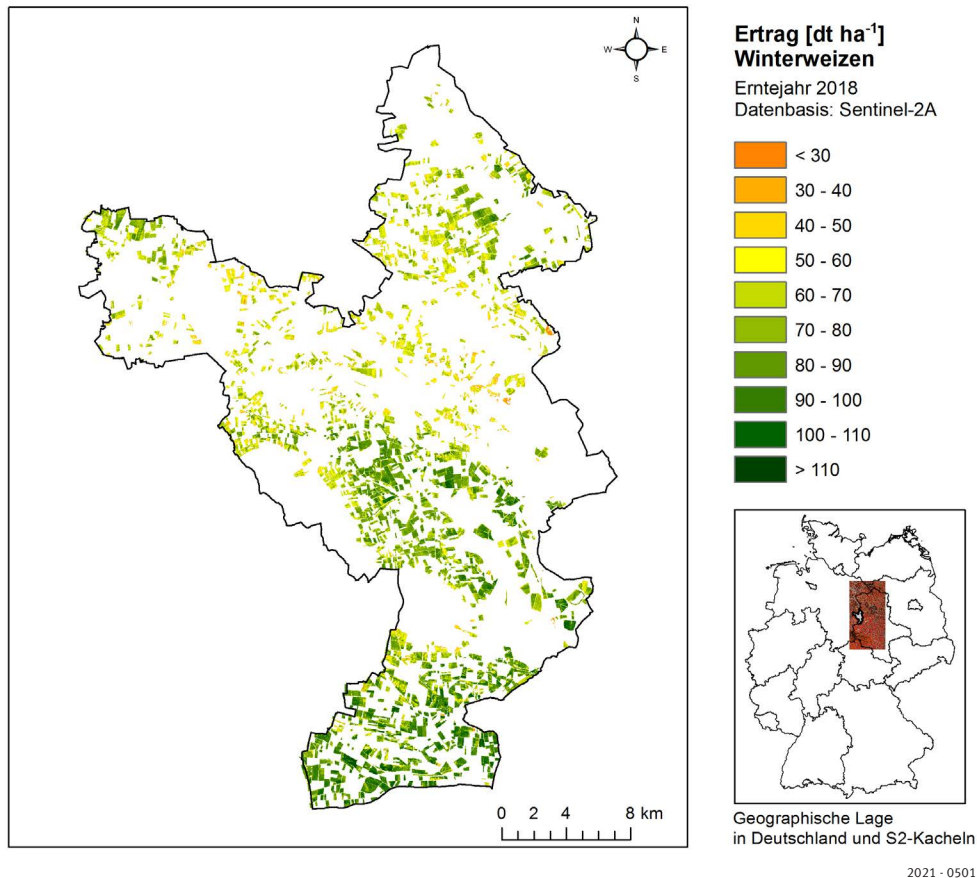 N
W E
S
Ertrag [dt ha⁻¹]
Winterweizen
Erntejahr 2018
Datenbasis: Sentinel-2A
< 30
30 - 40
40 - 50
50 - 60
60 - 70
70 - 80
80 - 90
90 - 100
100 - 110
> 110
0 2 4 8 km
Geographische Lage
in Deutschland und S2-Kacheln
2021 - 0501